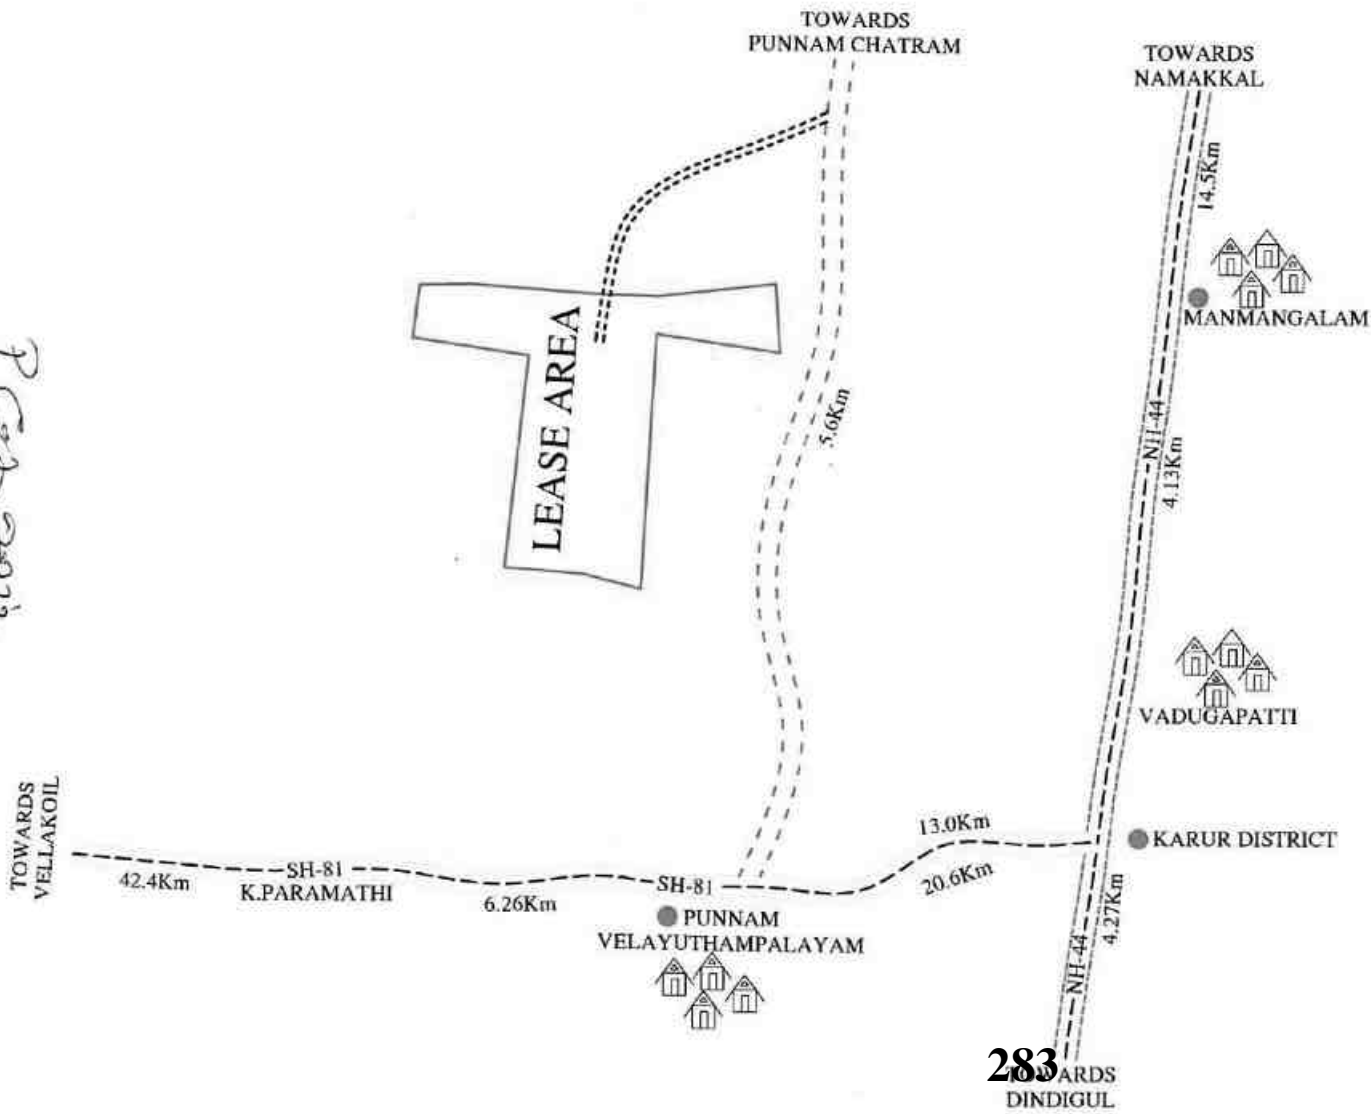 TOWARDS
PUNNAM CHATRAM
TOWARDS
NAMAKKAL
14.5Km
MANMANGALAM
LEASE AREA
5.6Km
NH-44
4.13Km
VADUGAPATTI
TOWARDS
VELLAKOIL
42.4Km
SH-81
K.PARAMATHI
6.26Km
SH-81
13.0Km
20.6Km
KARUR DISTRICT
PUNNAM
VELAYUTHAMPALAYAM
4.27Km
NH-44
283
TOWARDS
DINDIGUL